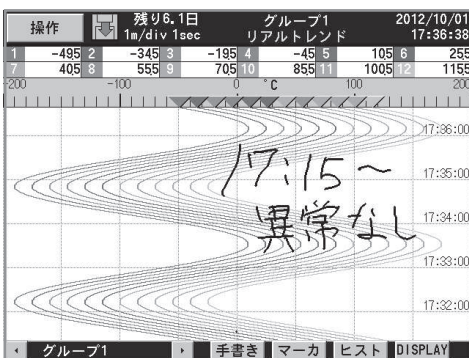 操作 残り6.1日 グループ1 2012/10/01
1m/div 1sec リアルトレンド 17:36:38
1 -495 2 -345 3 -195 4 -45 5 105 6 255
7 405 8 555 9 705 10 855 11 1005 12 1155
-200 -100 0 °C 100 200
17:36:00
17:15~
17:35:00
異常なし
17:34:00
17:33:00
17:32:00
グループ1 手書き マーカ ヒスト DISPLAY